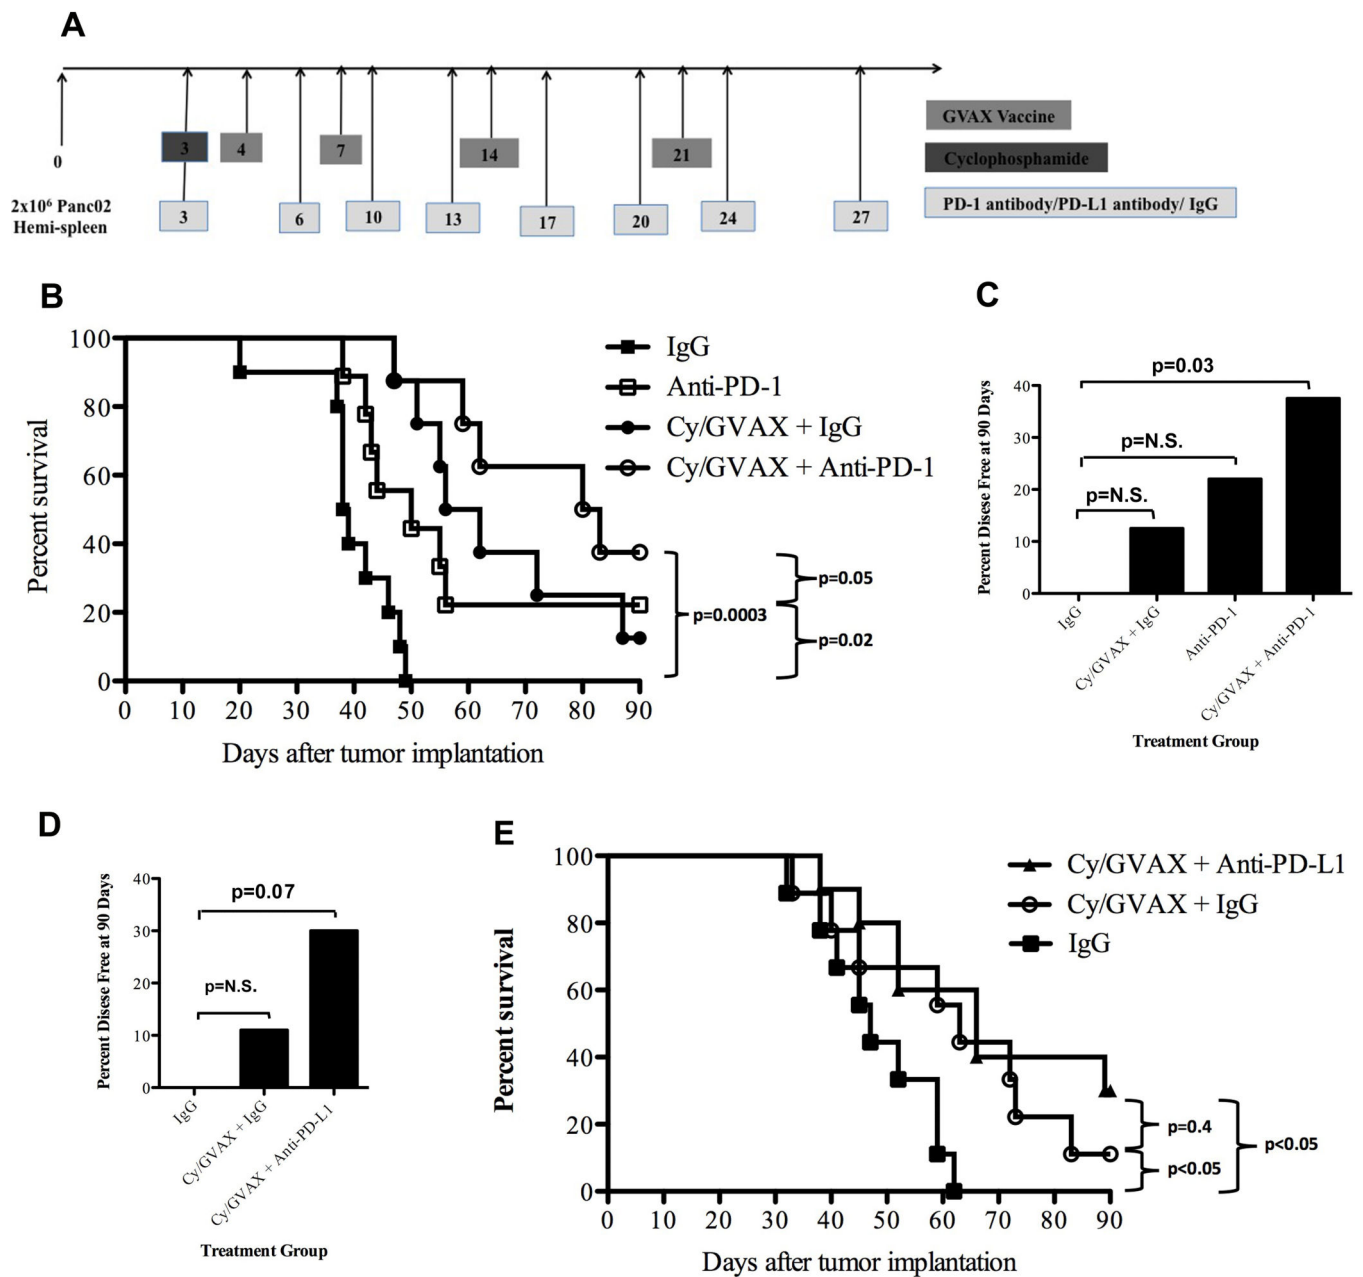 A
3
4
7
14
21
GVAX Vaccine
Cyclophosphamide
0
2x10⁶ Panc02
Hemi-spleen
3
6
10
13
17
20
24
27
PD-1 antibody/PD-L1 antibody/ IgG
B
100
80
60
40
20
0
Percent survival
0 10 20 30 40 50 60 70 80 90
Days after tumor implantation
IgG
Anti-PD-1
Cy/GVAX + IgG
Cy/GVAX + Anti-PD-1
p=0.0003
p=0.05
p=0.02
C
Percent Disese Free at 90 Days
40
30
20
10
0
p=0.03
p=N.S.
p=N.S.
IgG
Cy/GVAX + IgG
Anti-PD-1
Cy/GVAX + Anti-PD-1
Treatment Group
D
Percent Disese Free at 90 Days
40
30
20
10
0
p=0.07
p=N.S.
IgG
Cy/GVAX + IgG
Cy/GVAX + Anti-PD-L1
Treatment Group
E
100
80
60
40
20
0
Percent survival
0 10 20 30 40 50 60 70 80 90
Days after tumor implantation
Cy/GVAX + Anti-PD-L1
Cy/GVAX + IgG
IgG
p=0.4
p<0.05
p<0.05